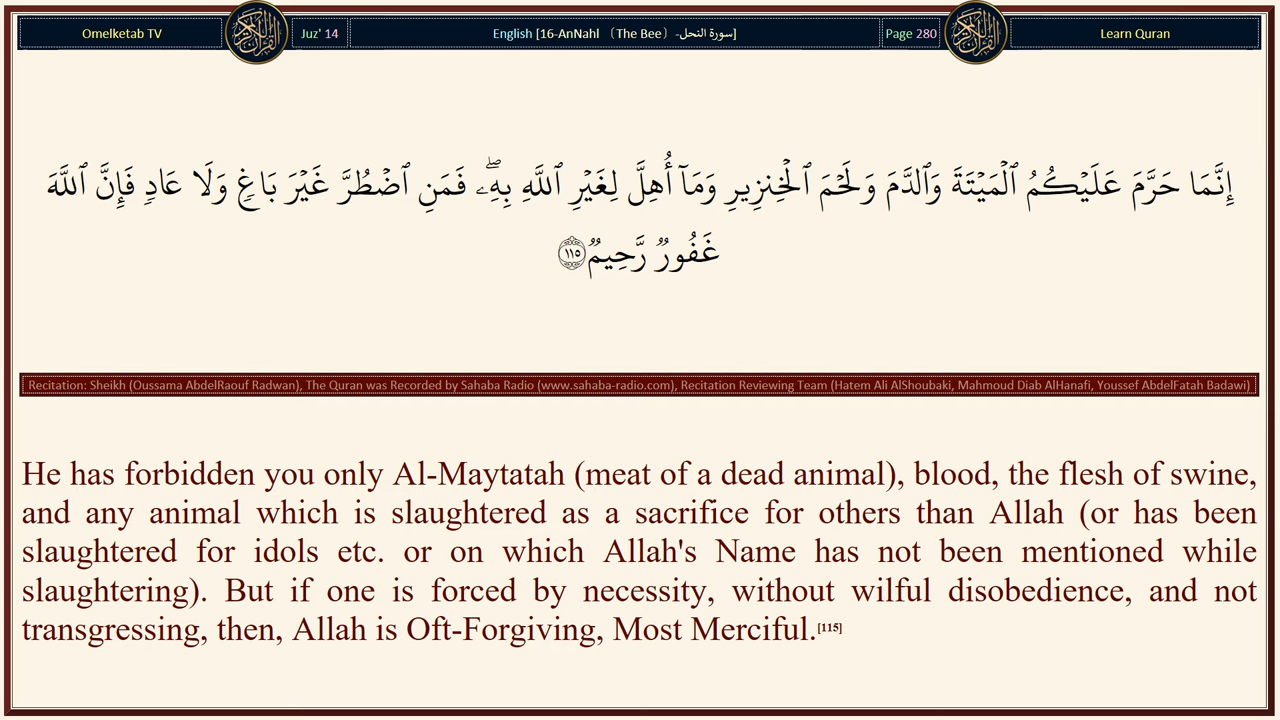 Omelketab TV
Juz' 14
English [16-AnNahl 〔The Bee〕 -سورة النحل]
Page 280
Learn Quran
إِنَّمَا حَرَّمَ عَلَيۡكُمُ ٱلۡمَيۡتَةَ وَٱلدَّمَ وَلَحۡمَ ٱلۡخِنزِيرِ وَمَآ أُهِلَّ لِغَيۡرِ ٱللَّهِ بِهِۦۖ فَمَنِ ٱضۡطُرَّ غَيۡرَ بَاغٖ وَلَا عَادٖ فَإِنَّ ٱللَّهَ
غَفُورٞ رَّحِيمٞ ١١٥
Recitation: Sheikh (Oussama AbdelRaouf Radwan), The Quran was Recorded by Sahaba Radio (www.sahaba-radio.com), Recitation Reviewing Team (Hatem Ali AlShoubaki, Mahmoud Diab AlHanafi, Youssef AbdelFatah Badawi)
He has forbidden you only Al-Maytatah (meat of a dead animal), blood, the flesh of swine,
and any animal which is slaughtered as a sacrifice for others than Allah (or has been
slaughtered for idols etc. or on which Allah's Name has not been mentioned while
slaughtering). But if one is forced by necessity, without wilful disobedience, and not
transgressing, then, Allah is Oft-Forgiving, Most Merciful.[115]